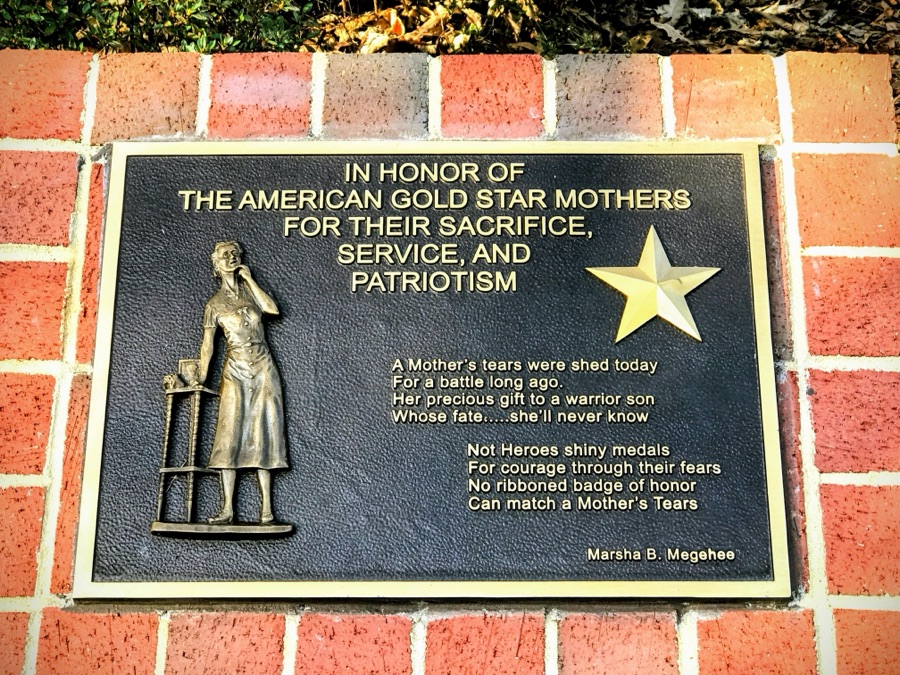 IN HONOR OF
THE AMERICAN GOLD STAR MOTHERS
FOR THEIR SACRIFICE,
SERVICE, AND
PATRIOTISM
A Mother's tears were shed today
For a battle long ago.
Her precious gift to a warrior son
Whose fate.....she'll never know
Not Heroes shiny medals
For courage through their fears
No ribboned badge of honor
Can match a Mother's Tears
Marsha B. Megehee